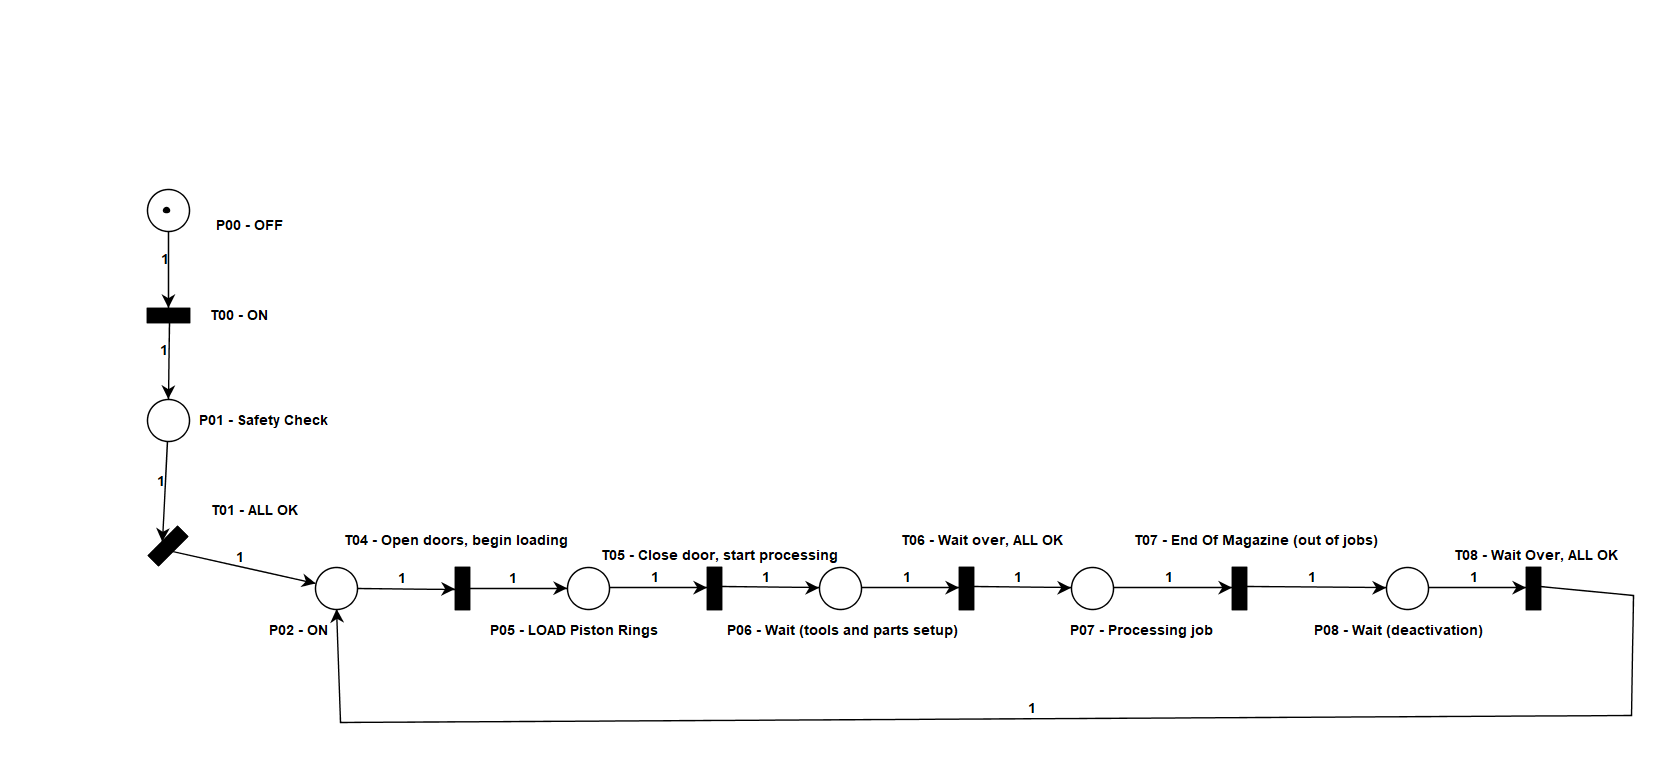 P00 - OFF
1
T00 - ON
1
P01 - Safety Check
1
T01 - ALL OK
1
T04 - Open doors, begin loading
T05 - Close door, start processing
T06 - Wait over, ALL OK
T07 - End Of Magazine (out of jobs)
T08 - Wait Over, ALL OK
1
1
1
1
1
1
1
1
1
P02 - ON
P05 - LOAD Piston Rings
P06 - Wait (tools and parts setup)
P07 - Processing job
P08 - Wait (deactivation)
1